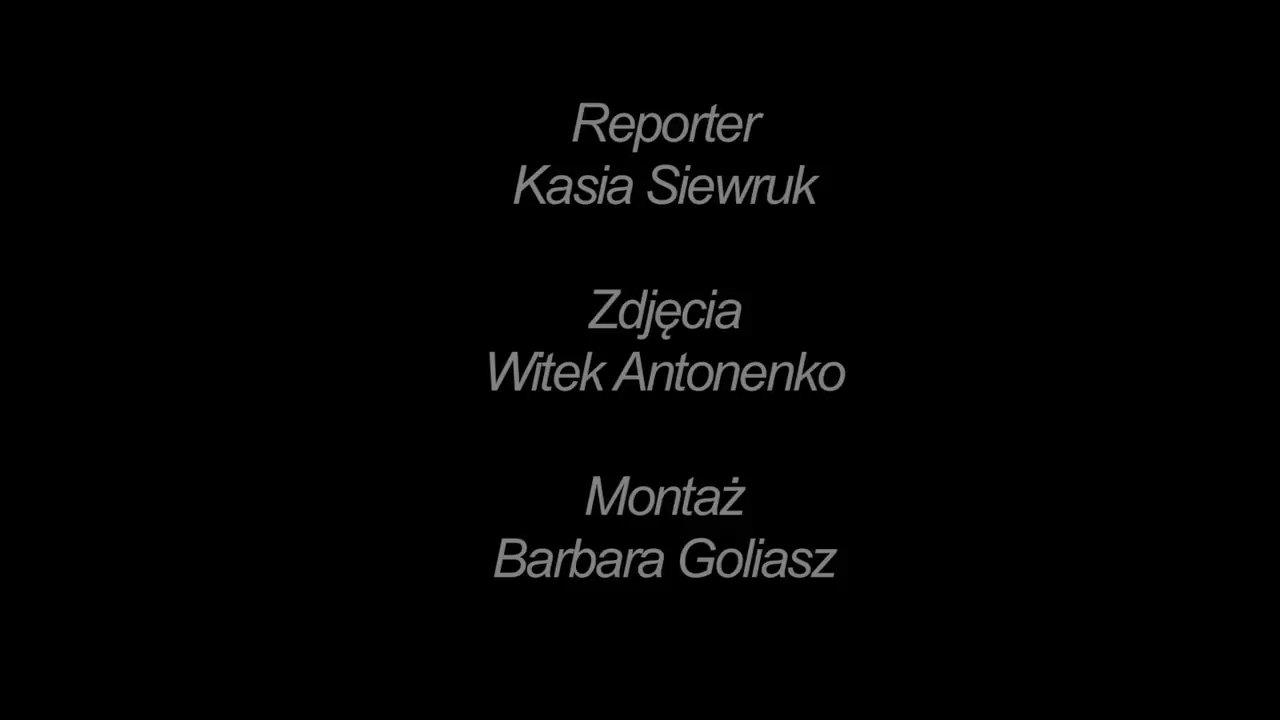 Reporter
Kasia Siewruk
Zdjęcia
Witek Antonenko
Montaż
Barbara Goliasz